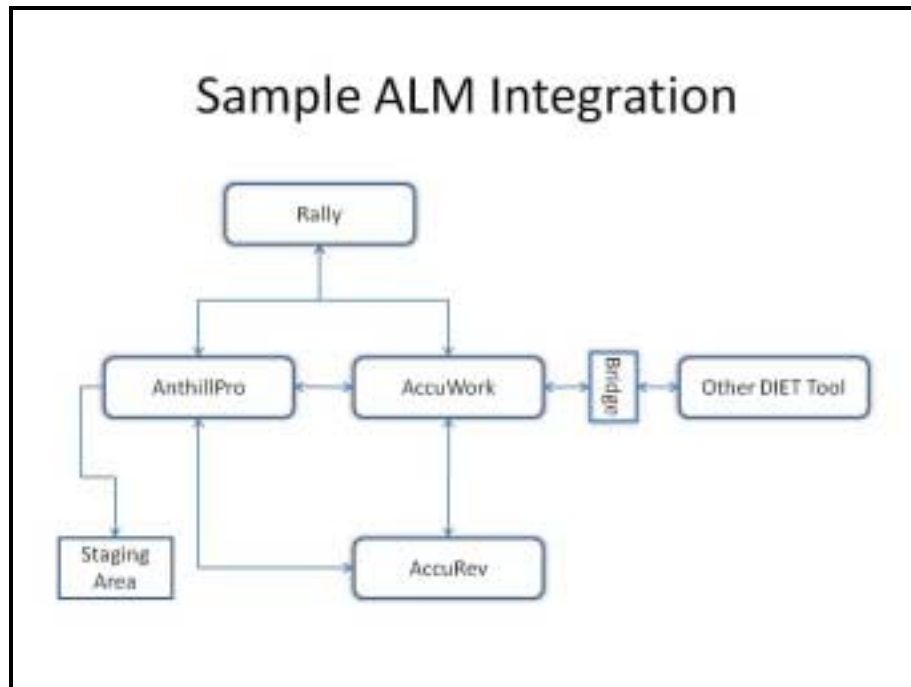 Sample ALM Integration
Rally
AnthillPro
AccuWork
Bridge
Other DIET Tool
Staging
Area
AccuRev